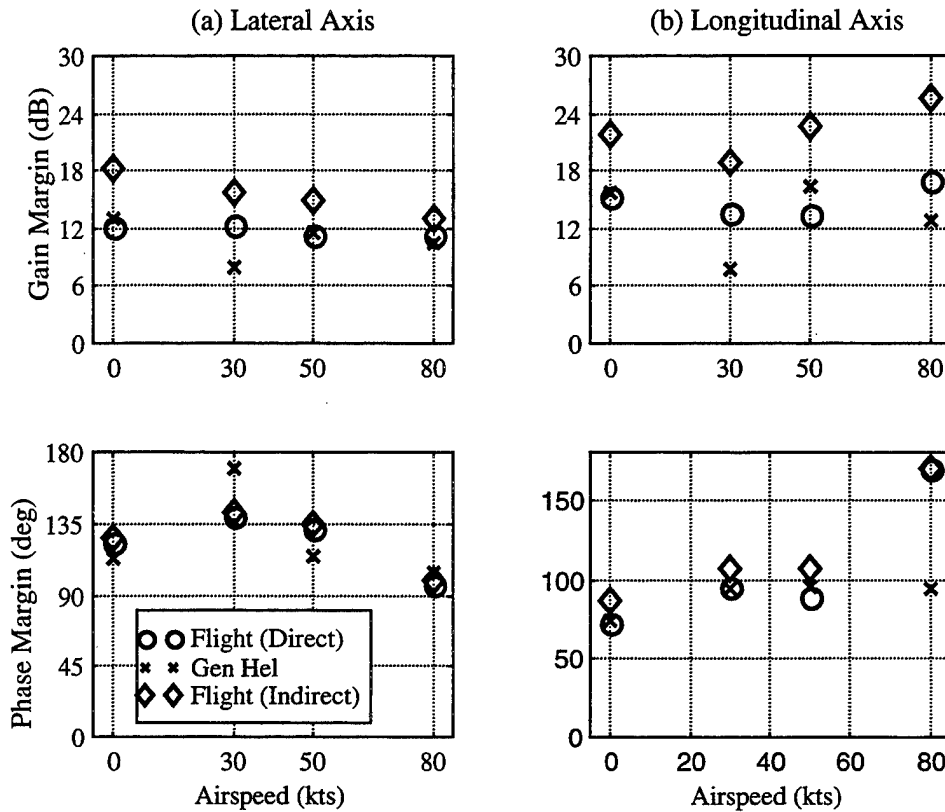 (a) Lateral Axis
(b) Longitudinal Axis
Gain Margin (dB)
30
24
18
12
6
0
0 30 50 80
30
24
18
12
6
0
0 30 50 80
Phase Margin (deg)
180
135
90
45
0
Flight (Direct)
Gen Hel
Flight (Indirect)
0 30 50 80
Airspeed (kts)
150
100
50
0
0 20 40 60 80
Airspeed (kts)